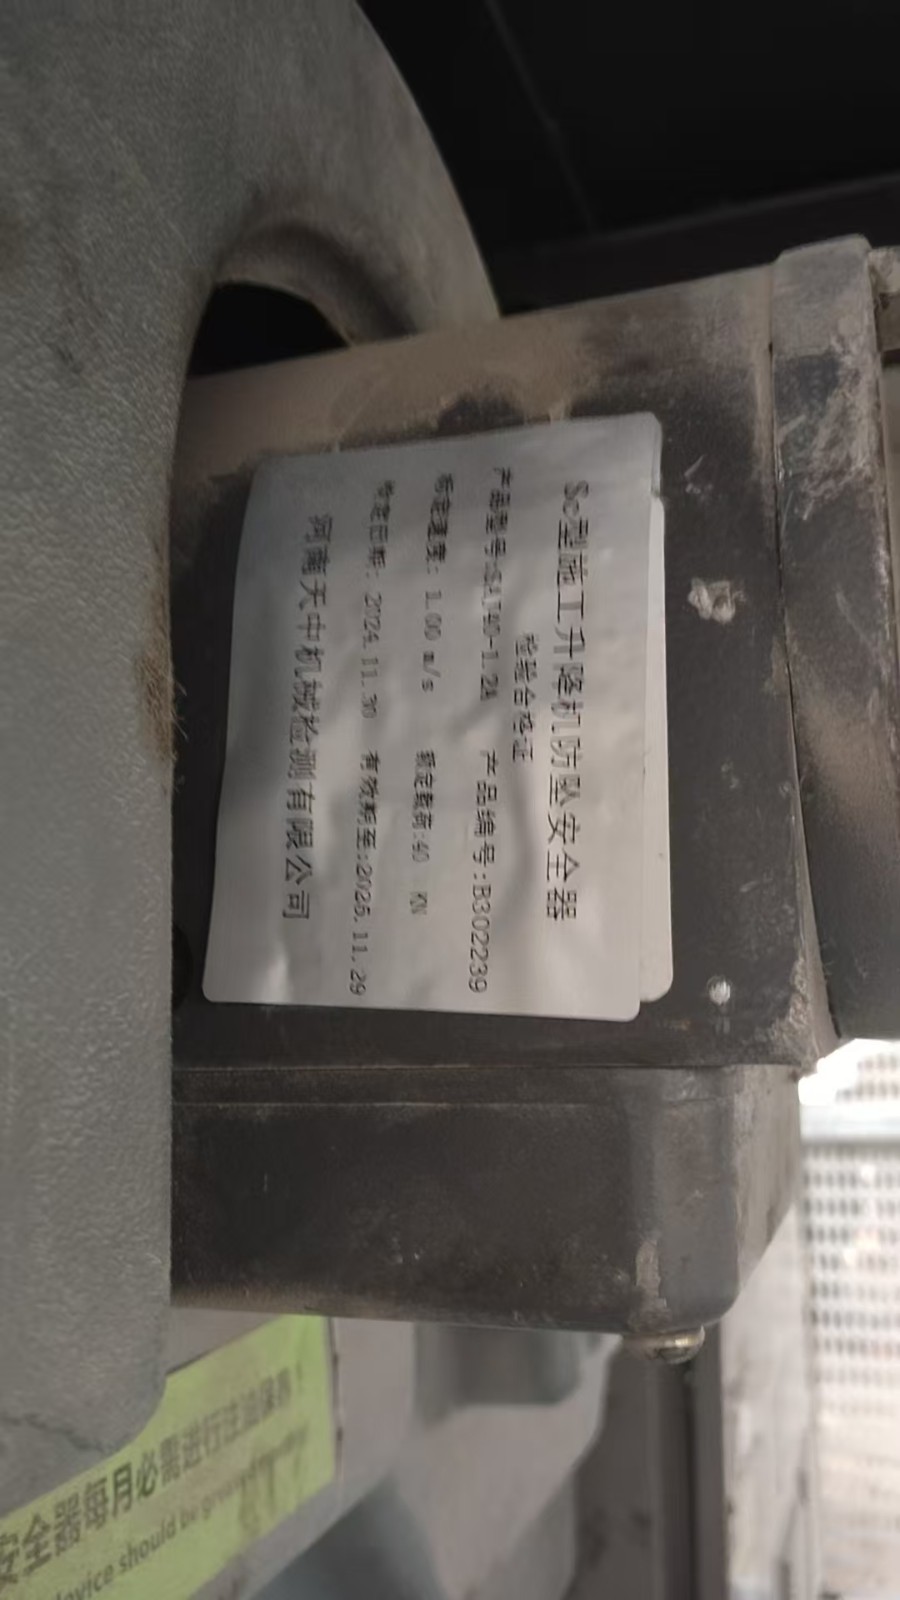 Sc型施工升降机防坠安全器
检验合格证
产品型号:SAJ40-1.2A 产品编号:B302239
标定速度: 1.00 m/s 额定载荷:40 KN
检定日期: 2024.11.30 有效期至:2025.11.29
河南天中机械检测有限公司
安全器每月必需进行注油保养!
device should be greased